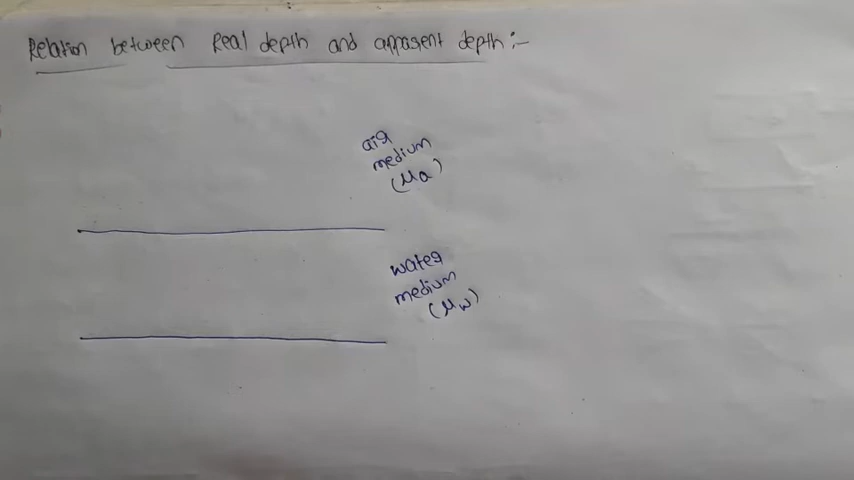 Relation between Real depth and apparent depth:-
air
medium
(μa)
water
medium
(μw)